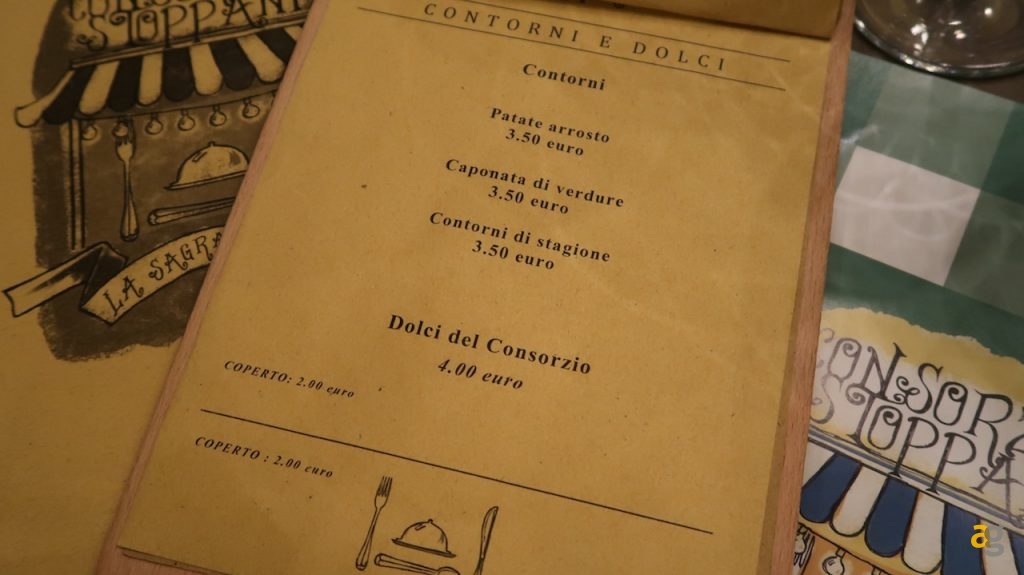 STOPPANI
LA SAGRA
CONTORNI E DOLCI
Contorni
Patate arrosto
3.50 euro
Caponata di verdure
3.50 euro
Contorni di stagione
3.50 euro
Dolci del Consorzio
4.00 euro
COPERTO: 2.00 euro
COPERTO : 2.00 euro
CONSORZ
STOPPA
ag